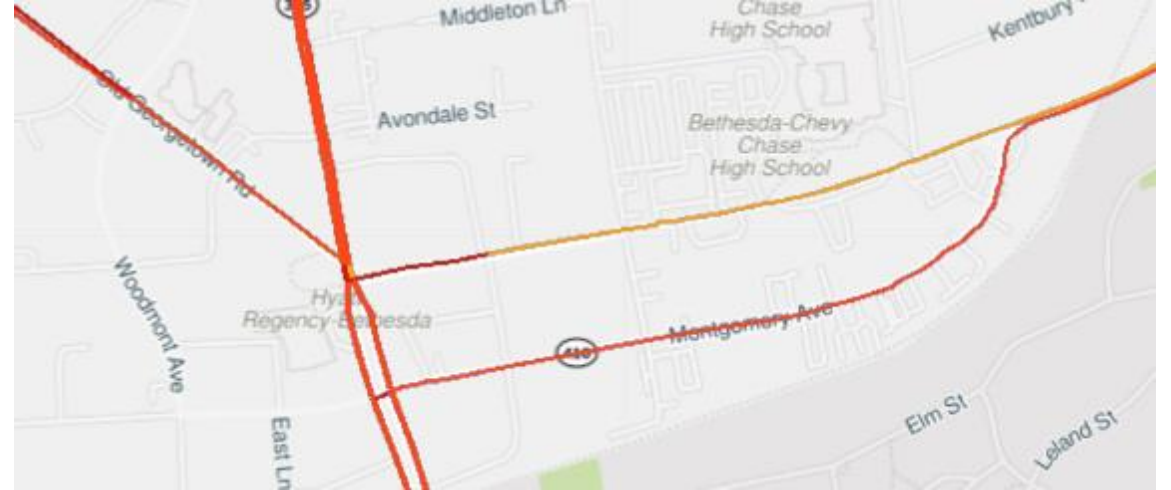 Middleton Ln
Chase
High School
Kentbury
Old Georgetown Rd
Avondale St
Bethesda-Chevy
Chase
High School
Woodmont Ave
Regency-Bethesda
Montgomery Ave
410
East Ln
Elm St
Leland St